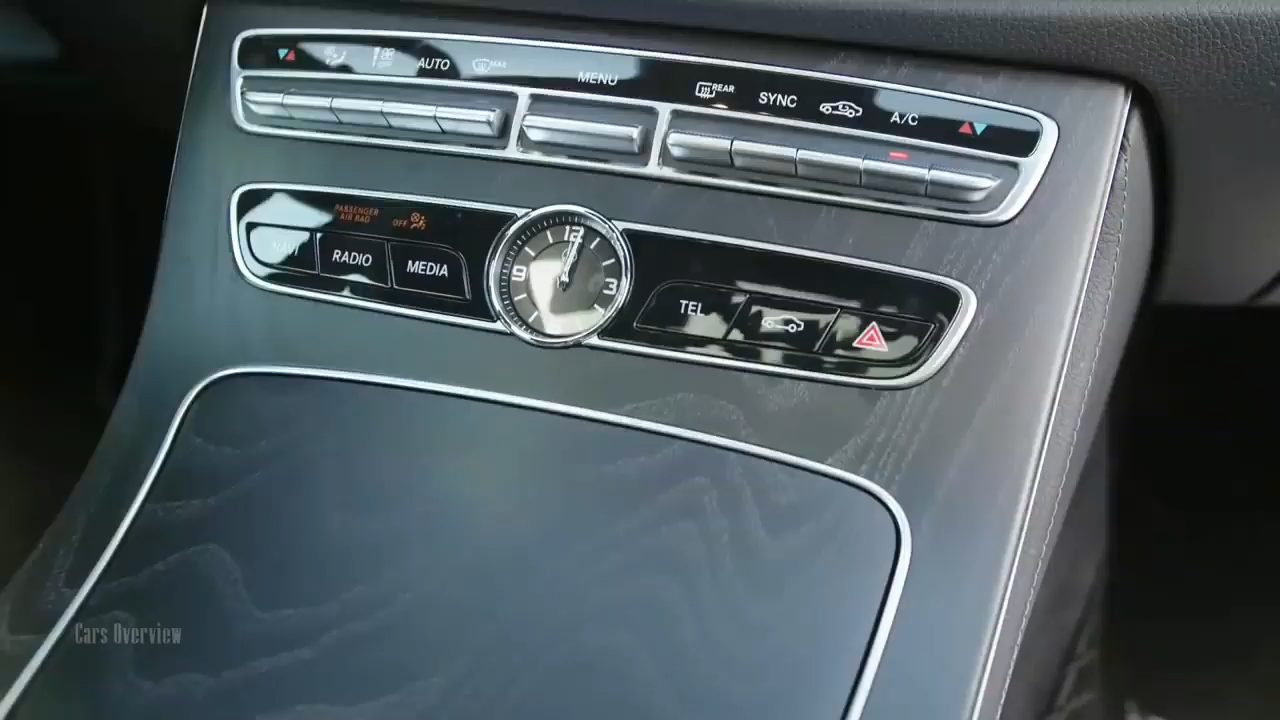 AUTO
MAX
MENU
REAR
SYNC
A/C
PASSENGER
AIR BAG
OFF
NAVI
RADIO
MEDIA
12
9
3
TEL
Cars Overview